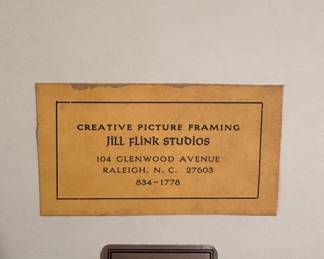 CREATIVE PICTURE FRAMING
JILL FLINK STUDIOS
104 GLENWOOD AVENUE
RALEIGH, N. C. 27603
834-1778